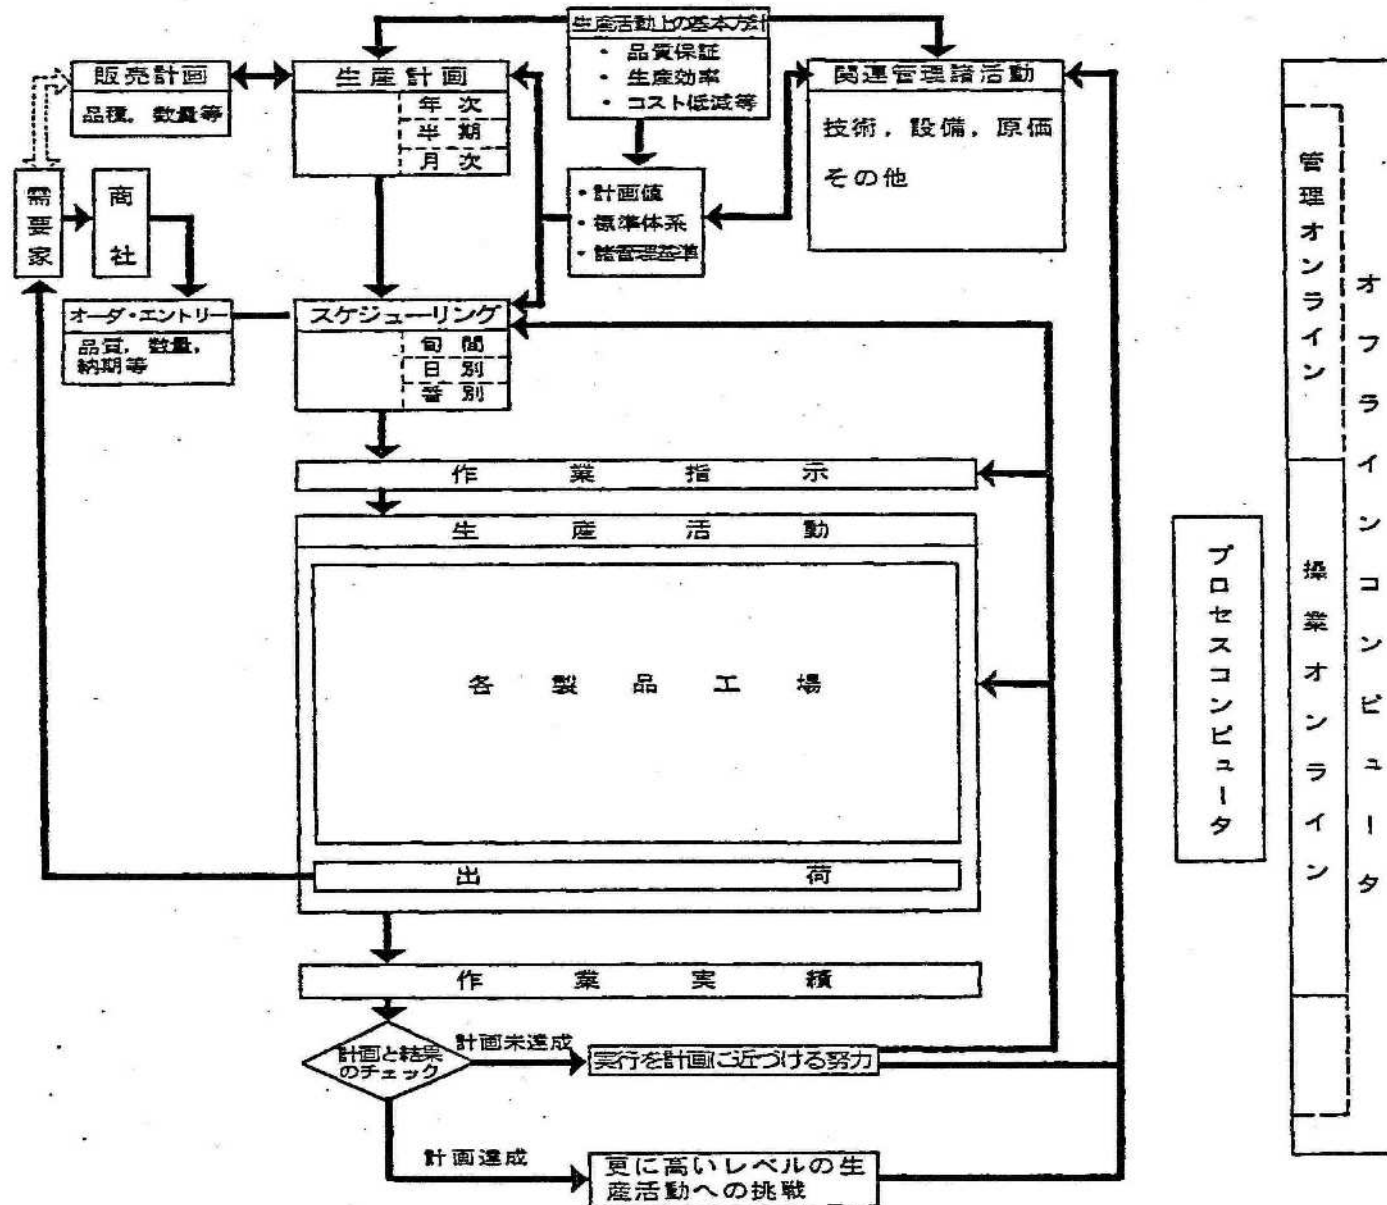 生産活動上の基本方針
・品質保証
・生産効率
・コスト低減等
販売計画
品種，数量等
生産計画
年次
半期
月次
関連管理諸活動
技術，設備，原価
その他
・計画値
・標準体系
・諸管理基準
需要家
商社
オーダ・エントリー
品質，数量，
納期等
スケジューリング
旬間
日別
番別
作業指示
生産活動
各製品工場
出荷
作業実績
計画と結果
のチェック
計画未達成
実行を計画に近づける努力
計画達成
更に高いレベルの生
産活動への挑戦
プロセスコンピュータ
管理オンライン
操業オンライン
オフラインコンピュータ